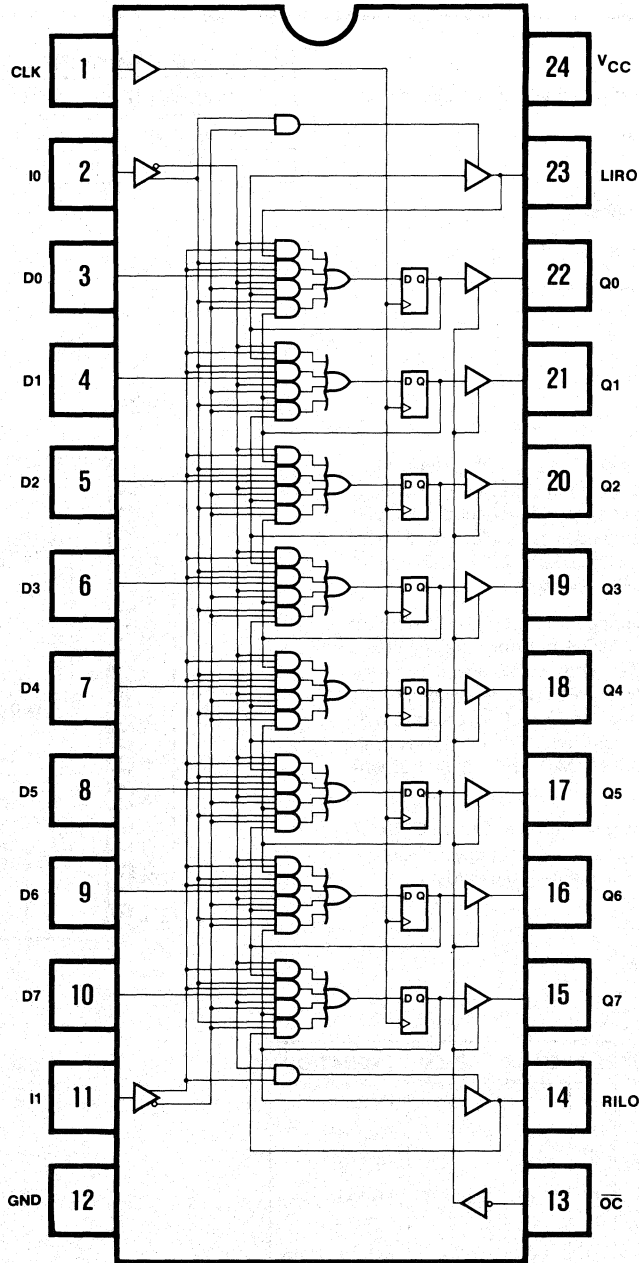 CLK 1 24 VCC
I0 2 23 LIRO
D0 3 D Q 22 Q0
D1 4 D Q 21 Q1
D2 5 D Q 20 Q2
D3 6 D Q 19 Q3
D4 7 D Q 18 Q4
D5 8 D Q 17 Q5
D6 9 D Q 16 Q6
D7 10 D Q 15 Q7
I1 11 14 RILO
GND 12 13 OC